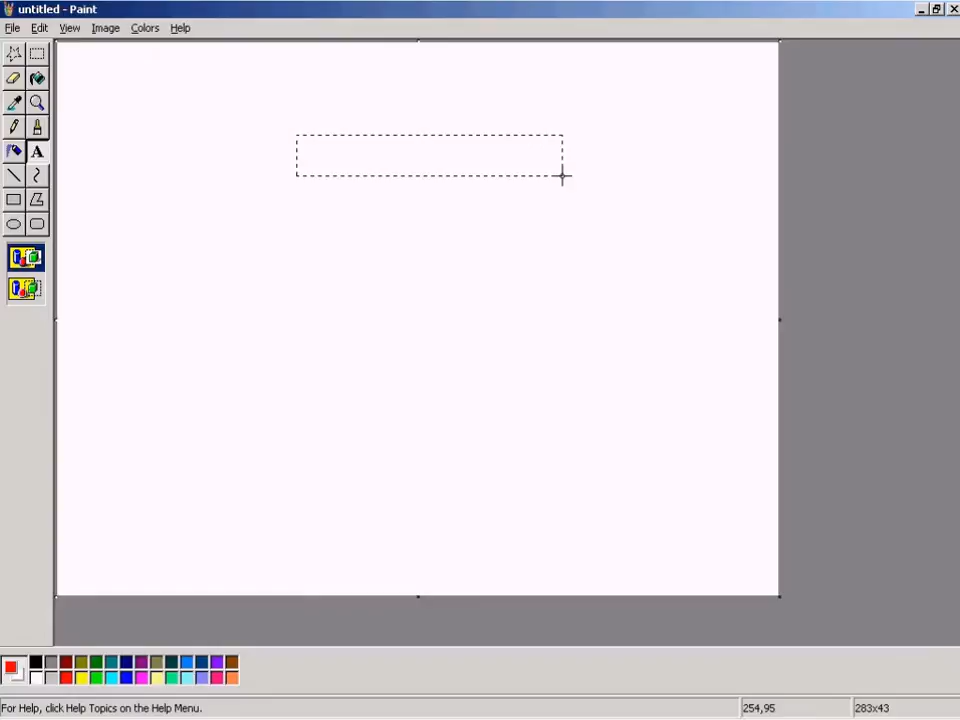 untitled - Paint
File Edit View Image Colors Help
A
For Help, click Help Topics on the Help Menu. 254,95 283x43